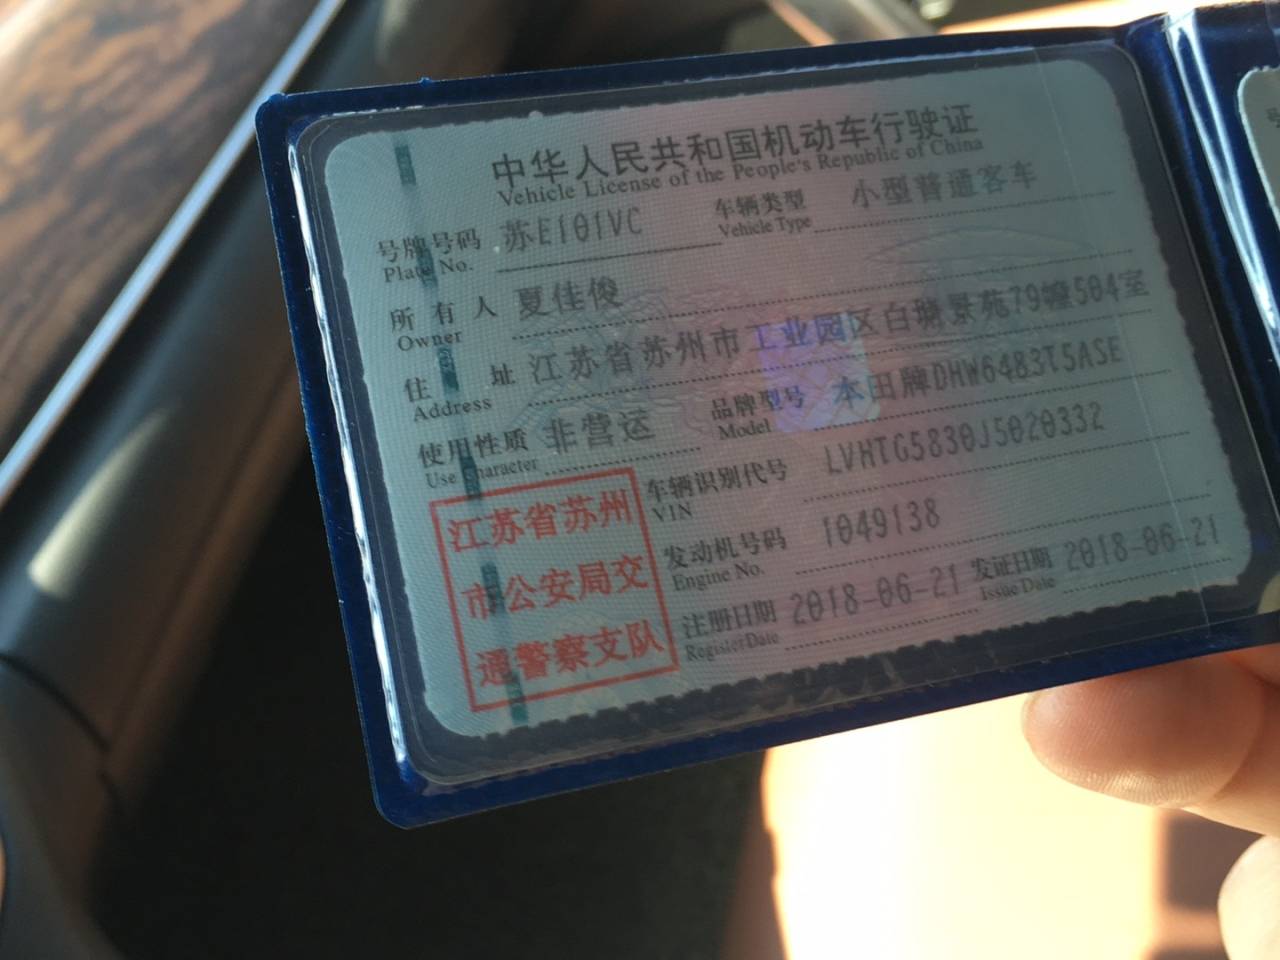 中华人民共和国机动车行驶证
Vehicle License of the People's Republic of China
号牌号码 苏E101VC 车辆类型 小型普通客车
Plate No. Vehicle Type
所有人 夏佳俊
Owner
住址 江苏省苏州市工业园区白塘景苑79幢504室
Address
使用性质 非营运 品牌型号 本田牌DHW6483T5ASE
Use Character Model
车辆识别代号 LVHTG5830J5020332
VIN
发动机号码 1049138
Engine No.
注册日期 2018-06-21 发证日期 2018-06-21
Register Date Issue Date
江苏省苏州
市公安局交
通警察支队